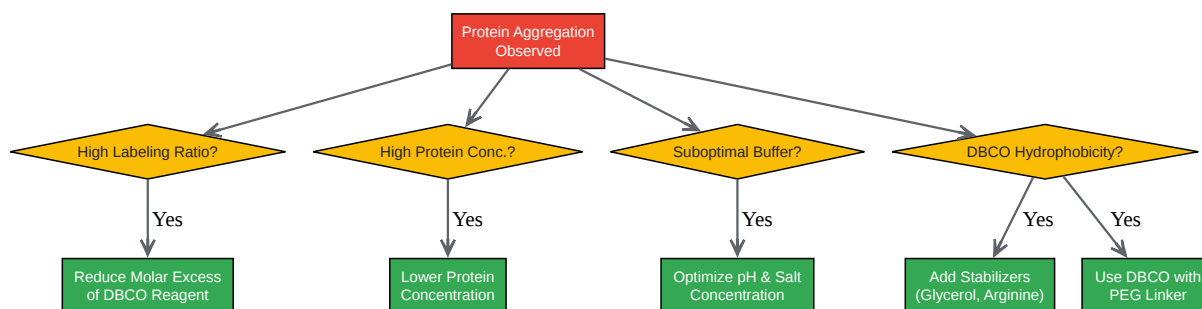 Protein Aggregation
Observed
High Labeling Ratio?
High Protein Conc.?
Suboptimal Buffer?
DBCO Hydrophobicity?
Yes
Yes
Yes
Yes
Yes
Reduce Molar Excess
of DBCO Reagent
Lower Protein
Concentration
Optimize pH & Salt
Concentration
Add Stabilizers
(Glycerol, Arginine)
Use DBCO with
PEG Linker